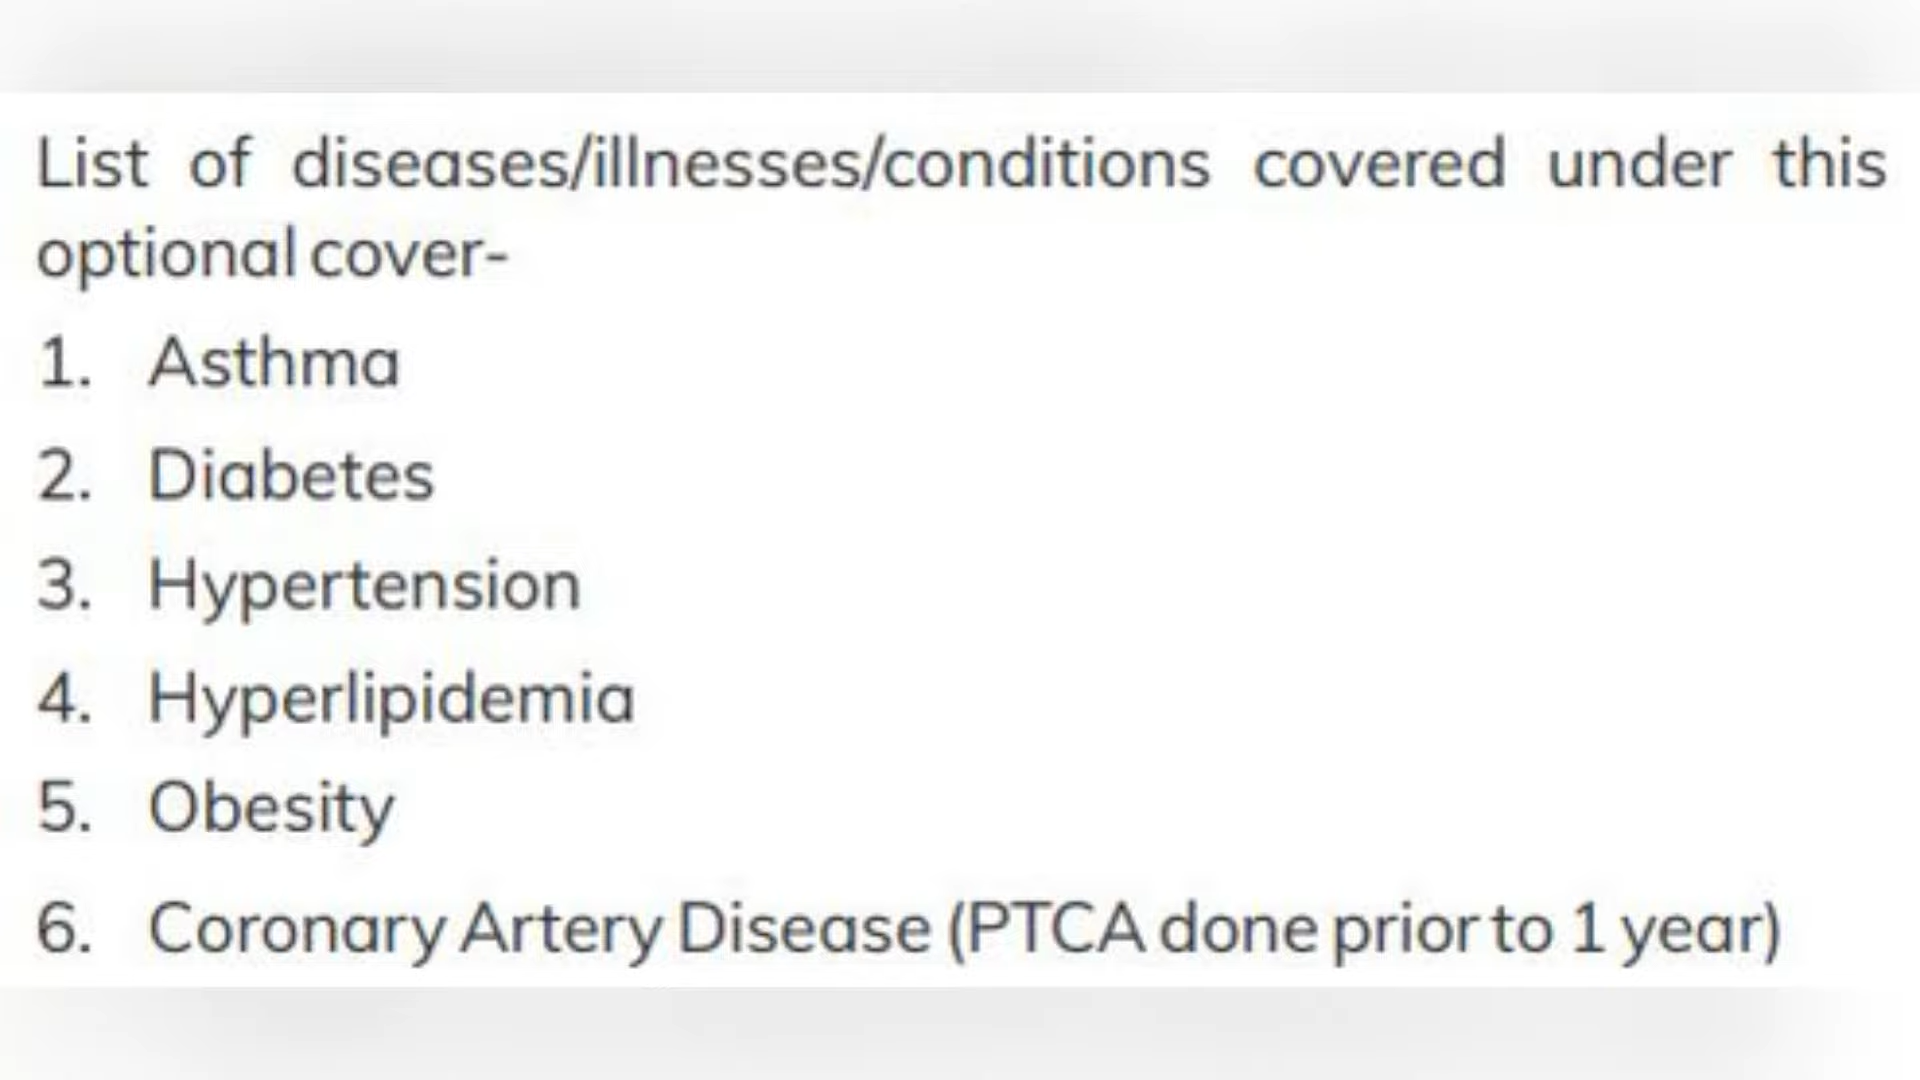 List of diseases/illnesses/conditions covered under this
optional cover-
1. Asthma
2. Diabetes
3. Hypertension
4. Hyperlipidemia
5. Obesity
6. Coronary Artery Disease (PTCA done prior to 1 year)